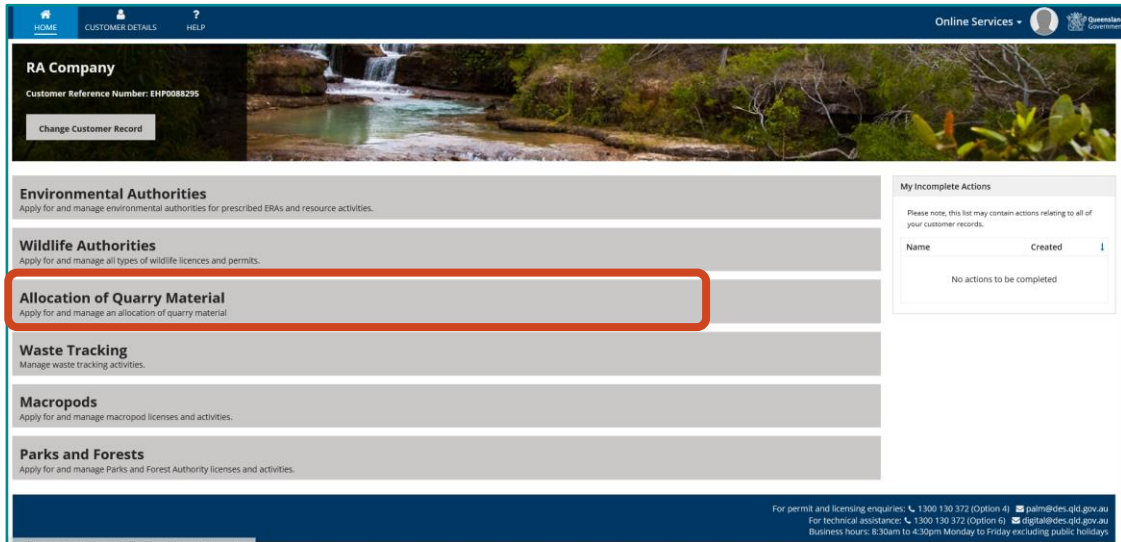 HOME
CUSTOMER DETAILS
?
HELP
Online Services
Queensland
Government
RA Company
Customer Reference Number: EHP0088295
Change Customer Record
Environmental Authorities
Apply for and manage environmental authorities for prescribed ERAs and resource activities.
Wildlife Authorities
Apply for and manage all types of wildlife licences and permits.
Allocation of Quarry Material
Apply for and manage an allocation of quarry material
Waste Tracking
Manage waste tracking activities.
Macropods
Apply for and manage macropod licenses and activities.
Parks and Forests
Apply for and manage Parks and Forest Authority licenses and activities.
My Incomplete Actions
Please note, this list may contain actions relating to all of
your customer records.
Name Created
No actions to be completed
For permit and licensing enquiries: 1300 130 372 (Option 4) palm@des.qld.gov.au
For technical assistance: 1300 130 372 (Option 6) digital@des.qld.gov.au
Business hours: 8:30am to 4:30pm Monday to Friday excluding public holidays